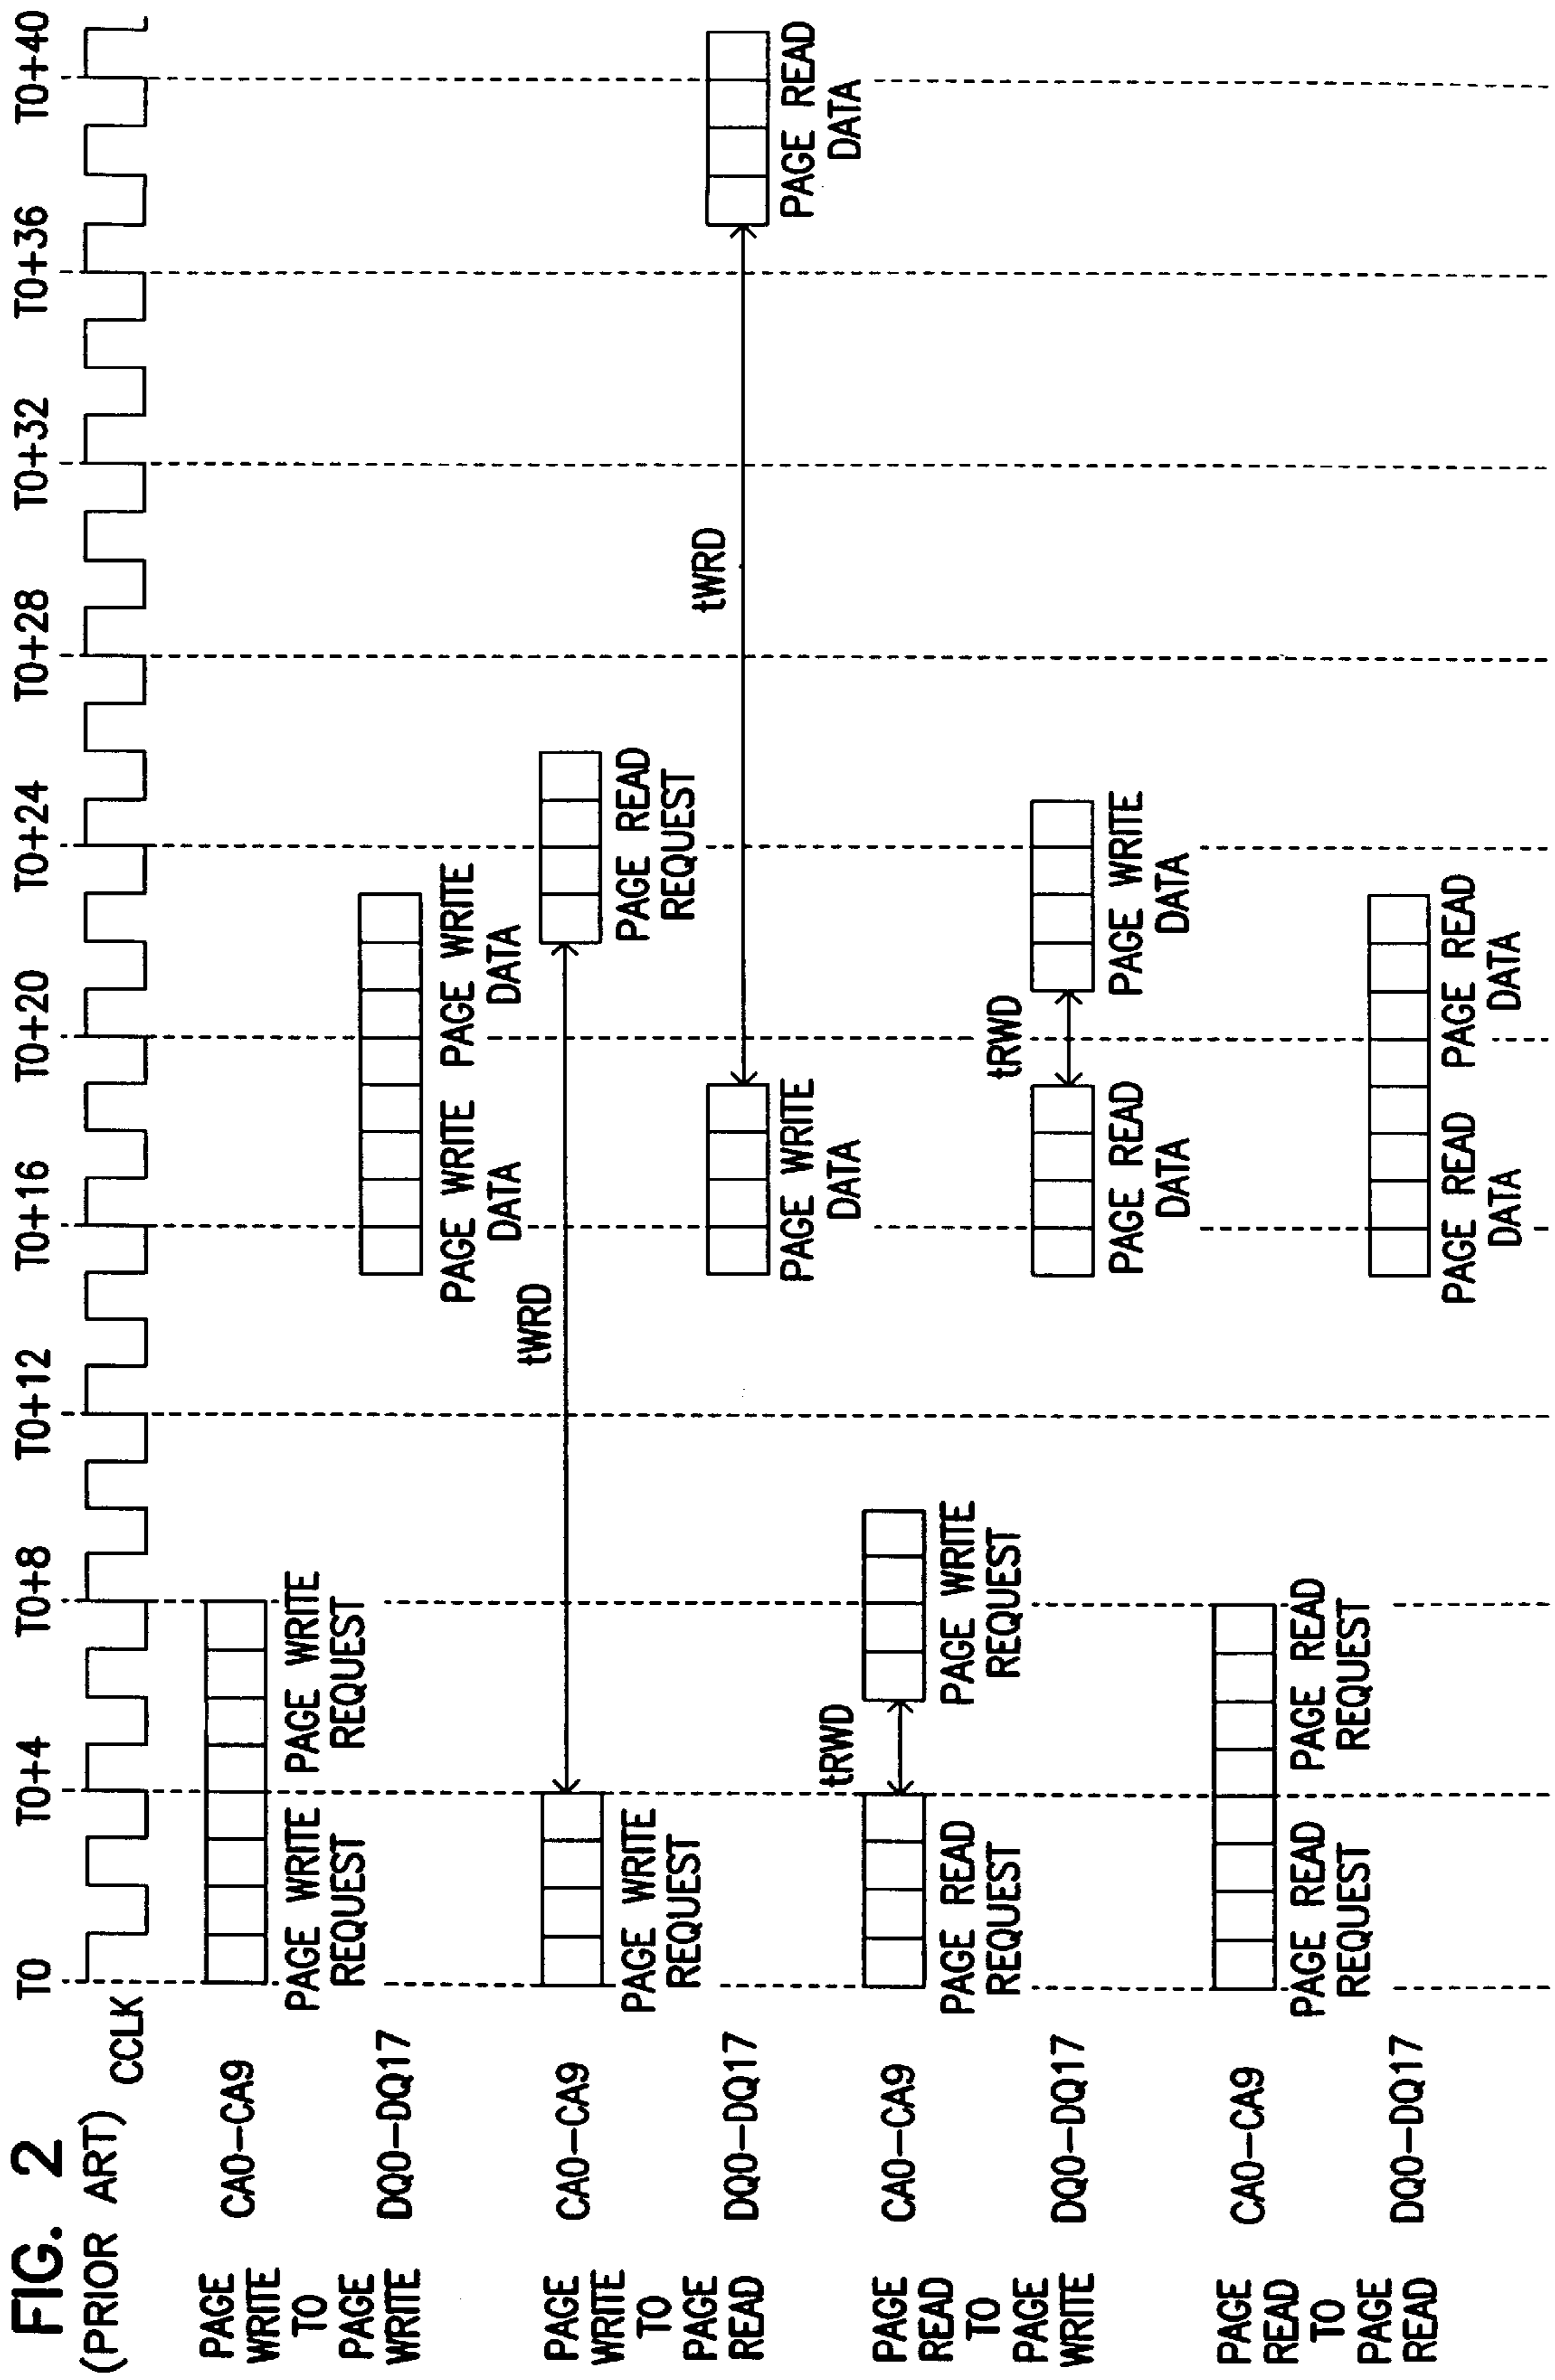 FIG. 2
(PRIOR ART)
T0 T0+4 T0+8 T0+12 T0+16 T0+20 T0+24 T0+28 T0+32 T0+36 T0+40
CCLK
PAGE
WRITE
TO
PAGE
WRITE
CA0-CA9
PAGE WRITE
REQUEST
PAGE WRITE
REQUEST
DQ0-DQ17
PAGE WRITE
DATA
PAGE WRITE
DATA
PAGE
WRITE
TO
PAGE
READ
CA0-CA9
PAGE WRITE
REQUEST
tWRD
PAGE READ
REQUEST
DQ0-DQ17
PAGE WRITE
DATA
tWRD
PAGE READ
DATA
PAGE
READ
TO
PAGE
WRITE
CA0-CA9
PAGE READ
REQUEST
tRWD
PAGE WRITE
REQUEST
DQ0-DQ17
PAGE READ
DATA
tRWD
PAGE WRITE
DATA
PAGE
READ
TO
PAGE
READ
CA0-CA9
PAGE READ
REQUEST
PAGE READ
REQUEST
DQ0-DQ17
PAGE READ
DATA
PAGE READ
DATA